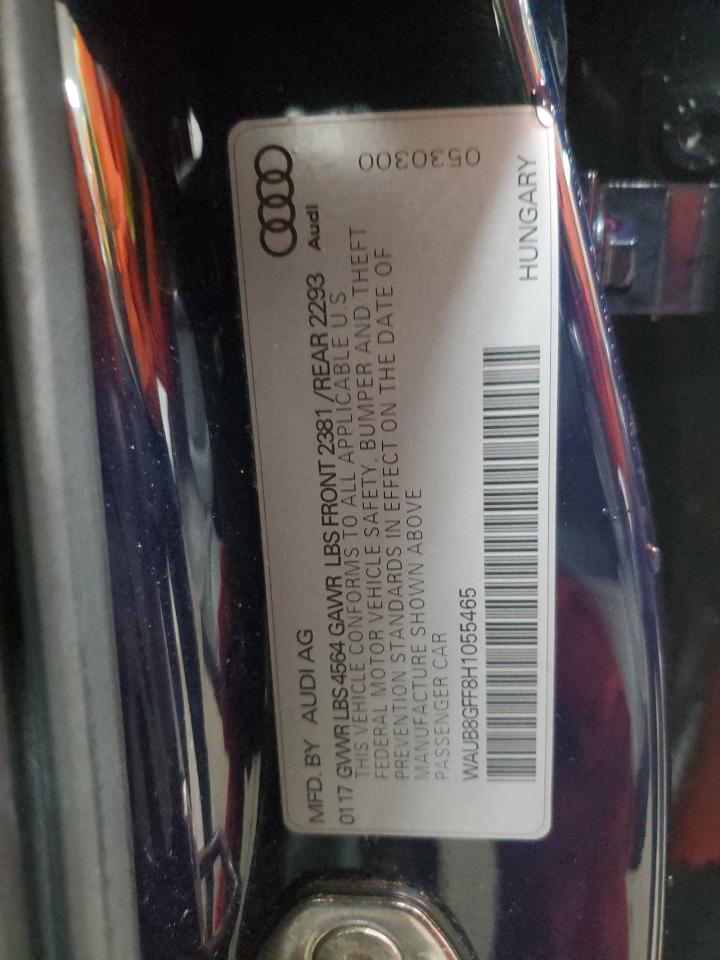 Audi
0530300
MFD. BY AUDI AG
01 17 GVWR LBS 4564 GAWR LBS FRONT 2381 /REAR 2293
THIS VEHICLE CONFORMS TO ALL APPLICABLE U.S
FEDERAL MOTOR VEHICLE SAFETY, BUMPER AND THEFT
PREVENTION STANDARDS IN EFFECT ON THE DATE OF
MANUFACTURE SHOWN ABOVE
PASSENGER CAR
WAUB8GFF8H1055465
HUNGARY